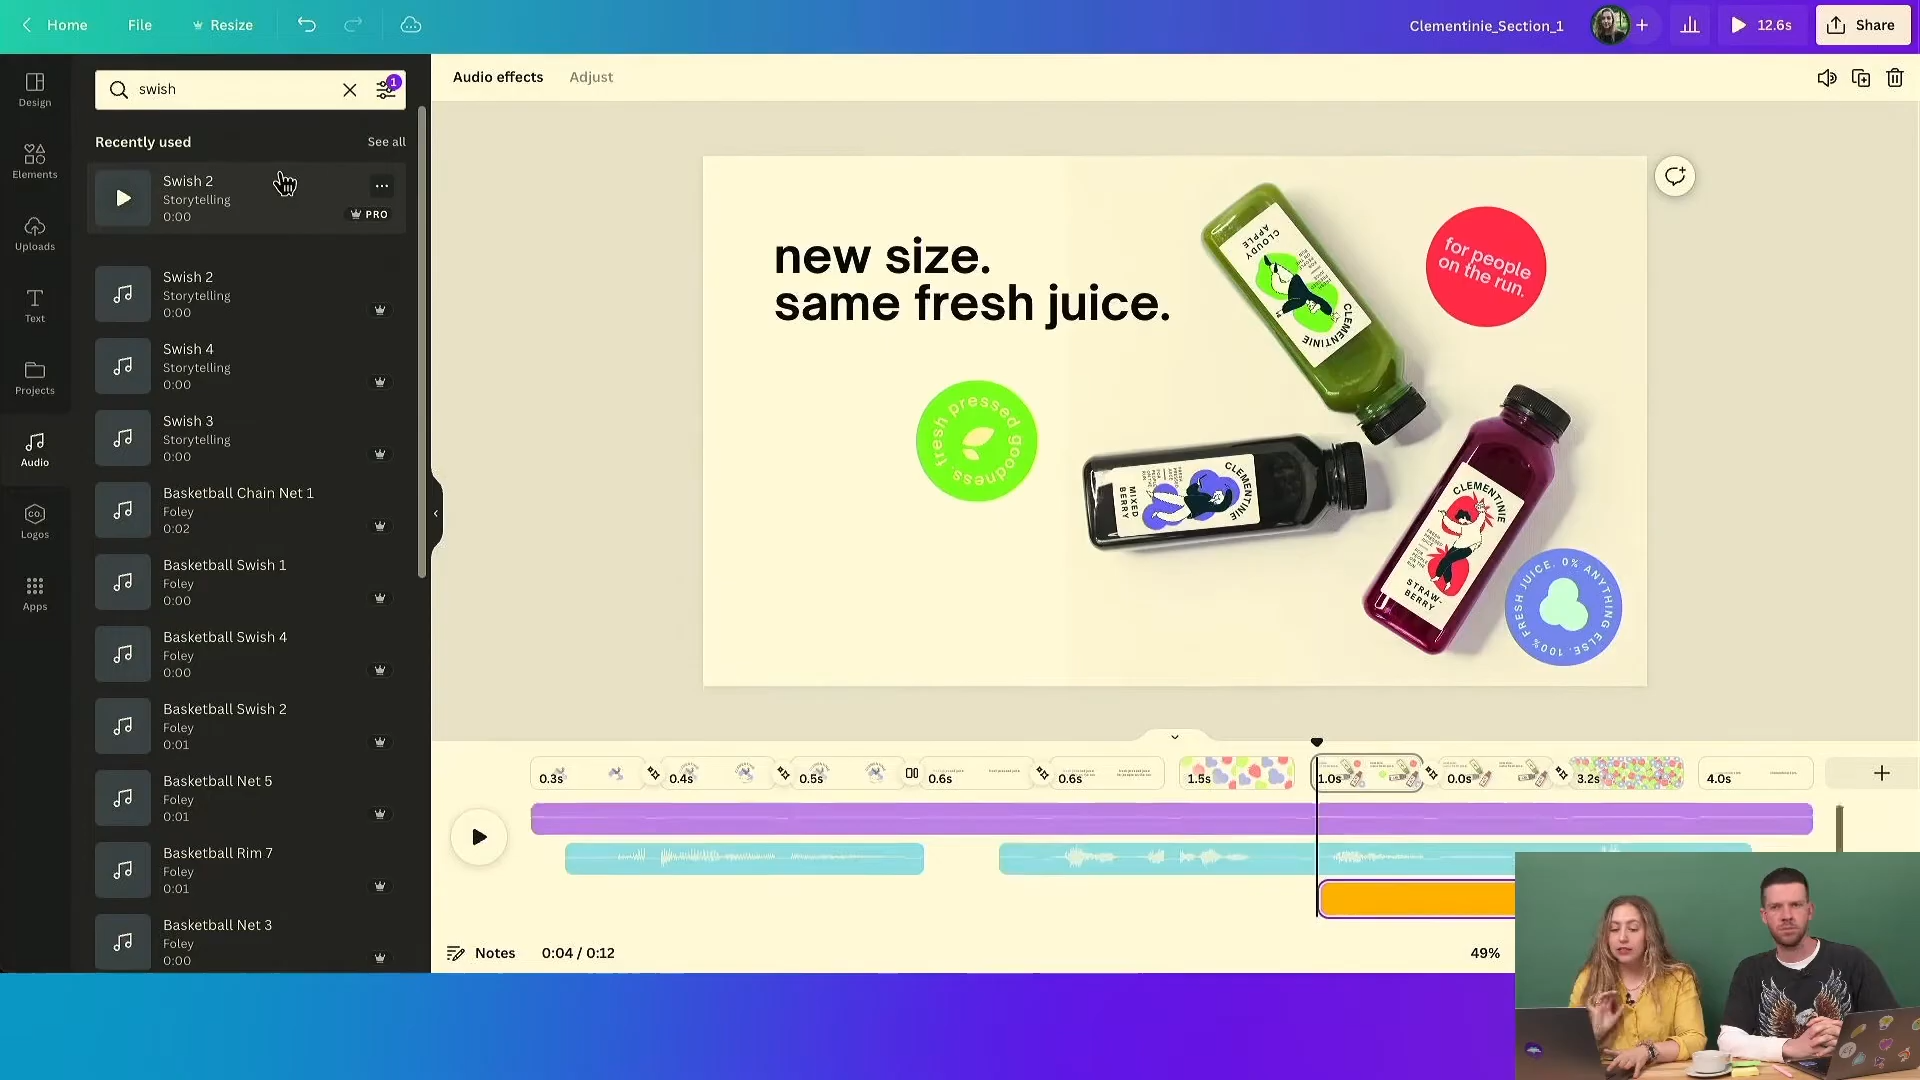 Home
File
Resize
Clementinie_Section_1
12.6s
Share
Design
Elements
Uploads
Text
Projects
Audio
Logos
Apps
swish
1
Recently used
See all
Swish 2
Storytelling
0:00
PRO
Swish 2
Storytelling
0:00
Swish 4
Storytelling
0:00
Swish 3
Storytelling
0:00
Basketball Chain Net 1
Foley
0:02
Basketball Swish 1
Foley
0:00
Basketball Swish 4
Foley
0:00
Basketball Swish 2
Foley
0:01
Basketball Net 5
Foley
0:01
Basketball Rim 7
Foley
0:01
Basketball Net 3
Foley
0:00
CO.
Audio effects
Adjust
new size.
same fresh juice.
for people
on the run.
fresh pressed goodness.
CLOUDY
APPLE
CLEMENTINIE
MIXED
BERRY
CLEMENTINIE
CLEMENTINIE
STRAW-
BERRY
100% FRESH JUICE. 0% ANYTHING ELSE.
0.3s
0.4s
0.5s
0.6s
0.6s
1.5s
1.0s
0.0s
3.2s
4.0s
Notes
0:04 / 0:12
49%